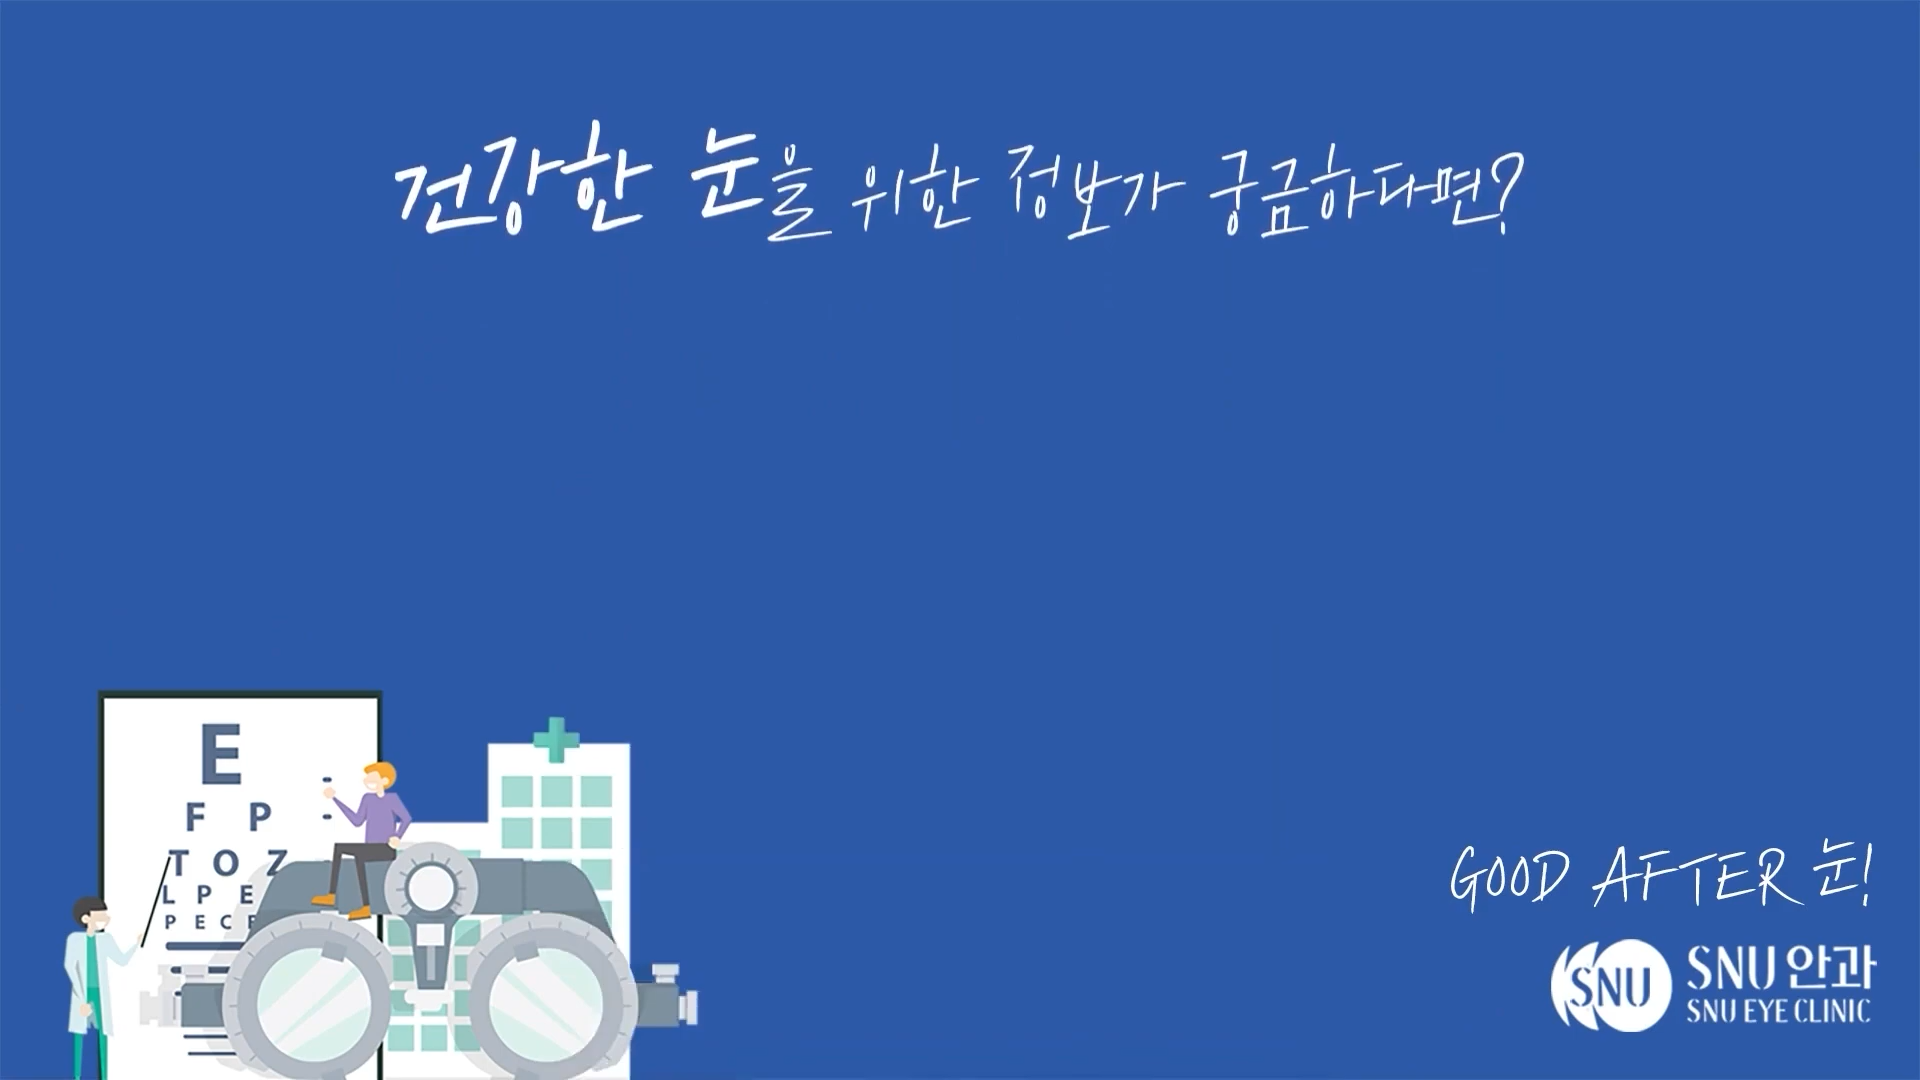 건강한 눈을 위한 정보가 궁금하다면?
E
F P
T O Z
L P E
P E C F
GOOD AFTER 눈!
SNU SNU 안과
SNU EYE CLINIC